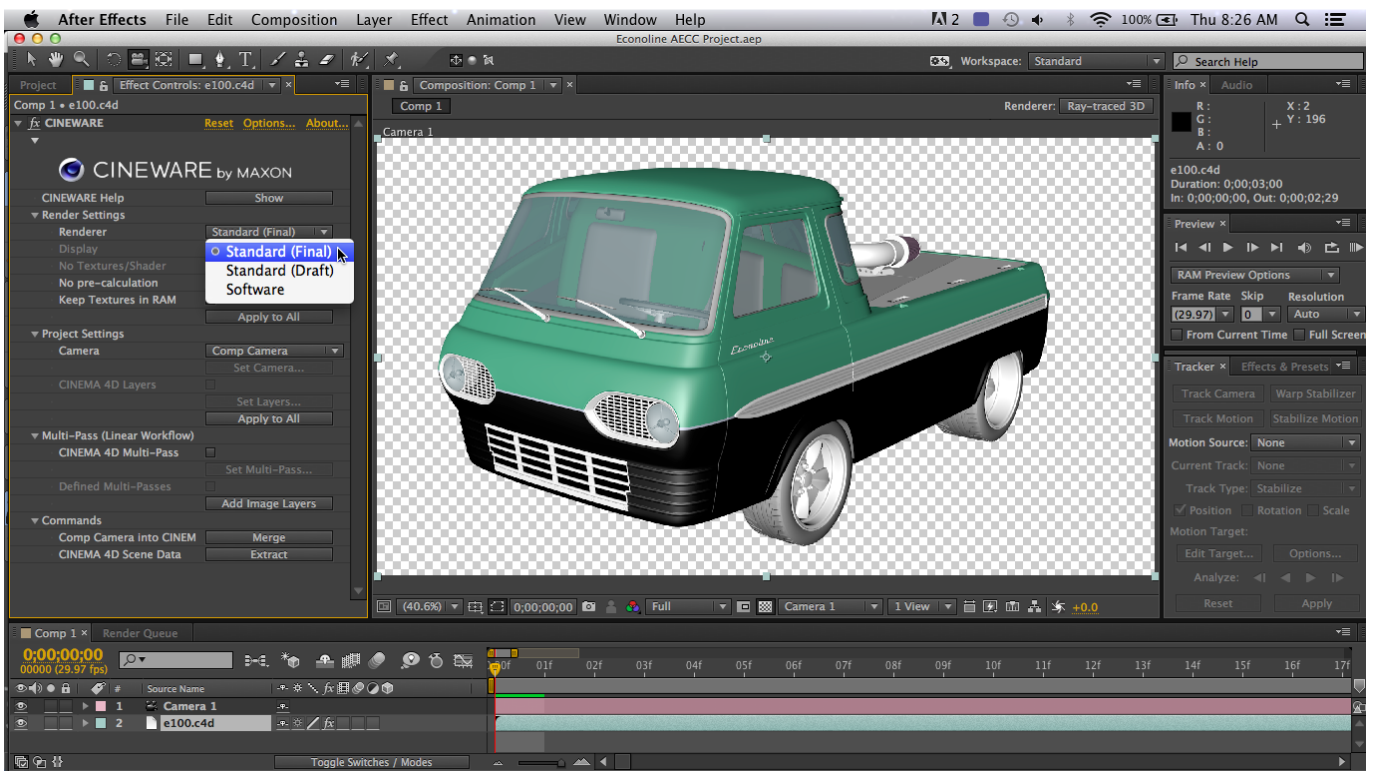 After Effects File Edit Composition Layer Effect Animation View Window Help
2 100% Thu 8:26 AM
Econoline AECC Project.aep
T Workspace: Standard Search Help
Project Effect Controls: e100.c4d
Comp 1 • e100.c4d
fx CINEWARE Reset Options... About...
CINEWARE by MAXON
CINEWARE Help Show
Render Settings
Renderer Standard (Final)
Display
No Textures/Shader
No pre-calculation
Keep Textures in RAM
Standard (Final)
Standard (Draft)
Software
Apply to All
Project Settings
Camera Comp Camera
Set Camera...
CINEMA 4D Layers
Set Layers...
Apply to All
Multi-Pass (Linear Workflow)
CINEMA 4D Multi-Pass
Set Multi-Pass...
Defined Multi-Passes
Add Image Layers
Commands
Comp Camera into CINEM Merge
CINEMA 4D Scene Data Extract
Composition: Comp 1
Comp 1 Renderer: Ray-traced 3D
Camera 1
Econoline
(40.6%) 0;00;00;00 Full Camera 1 1 View +0.0
Info Audio
R : X : 2
G : + Y : 196
B :
A : 0
e100.c4d
Duration: 0;00;03;00
In: 0;00;00;00, Out: 0;00;02;29
Preview
RAM Preview Options
Frame Rate Skip Resolution
(29.97) 0 Auto
From Current Time Full Screen
Tracker Effects & Presets
Track Camera Warp Stabilizer
Track Motion Stabilize Motion
Motion Source: None
Current Track: None
Track Type: Stabilize
Position Rotation Scale
Motion Target:
Edit Target... Options...
Analyze:
Reset Apply
Comp 1 Render Queue
0;00;00;00
00000 (29.97 fps)
00f 01f 02f 03f 04f 05f 06f 07f 08f 09f 10f 11f 12f 13f 14f 15f 16f 17f
# Source Name fx
1 Camera 1
2 e100.c4d fx
Toggle Switches / Modes